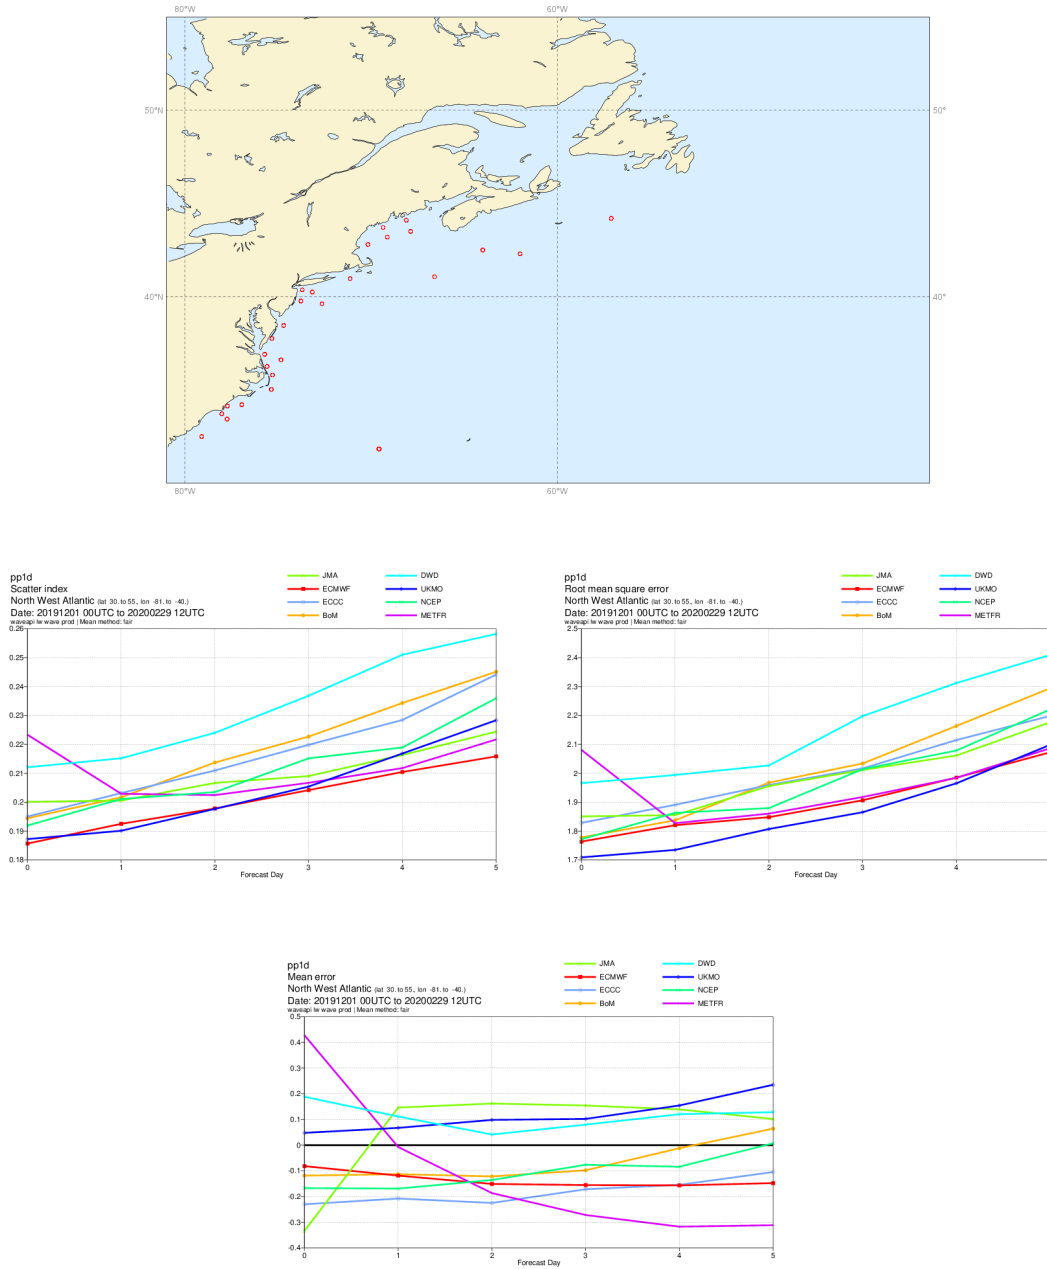 80°W 60°W
50°N 50°
40°N 40°
80°W 60°W
pp1d
Scatter index
North West Atlantic (lat 30. to 55., lon -81. to -40.)
Date: 20191201 00UTC to 20200229 12UTC
waveapi lw wave prod | Mean method: fair
JMA DWD
ECMWF UKMO
ECCC NCEP
BoM METFR
0.26
0.25
0.24
0.23
0.22
0.21
0.2
0.19
0.18
0 1 2 3 4 5
Forecast Day
pp1d
Root mean square error
North West Atlantic (lat 30. to 55., lon -81. to -40.)
Date: 20191201 00UTC to 20200229 12UTC
waveapi lw wave prod | Mean method: fair
JMA DWD
ECMWF UKMO
ECCC NCEP
BoM METFR
2.5
2.4
2.3
2.2
2.1
2
1.9
1.8
1.7
0 1 2 3 4
Forecast Day
pp1d
Mean error
North West Atlantic (lat 30. to 55., lon -81. to -40.)
Date: 20191201 00UTC to 20200229 12UTC
waveapi lw wave prod | Mean method: fair
JMA DWD
ECMWF UKMO
ECCC NCEP
BoM METFR
0.5
0.4
0.3
0.2
0.1
0
-0.1
-0.2
-0.3
-0.4
0 1 2 3 4 5
Forecast Day